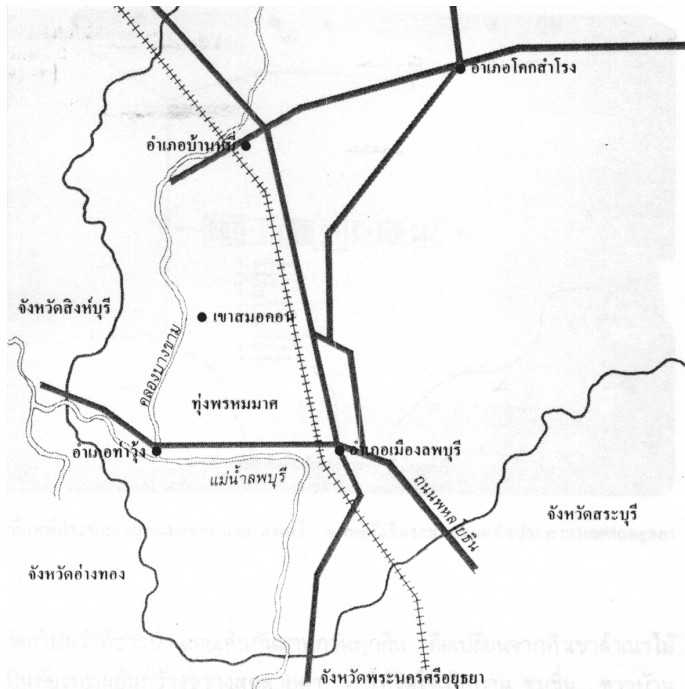 อำเภอโคกสำโรง
อำเภอบ้านหมี่
จังหวัดสิงห์บุรี
เขาสมอคอน
คลองบางขาม
ทุ่งพรหมมาศ
อำเภอท่าวุ้ง
อำเภอเมืองลพบุรี
แม่น้ำลพบุรี
ถนนพหลโยธิน
จังหวัดสระบุรี
จังหวัดอ่างทอง
จังหวัดพระนครศรีอยุธยา